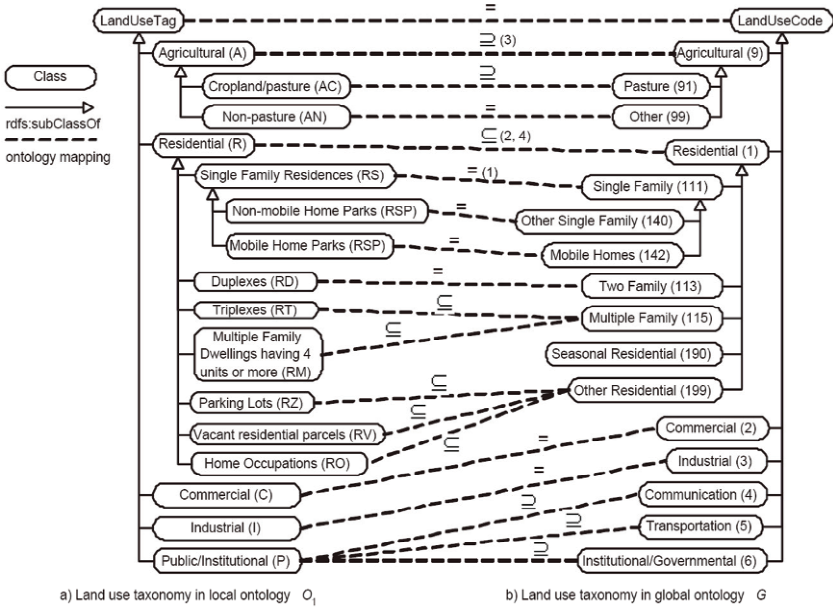 LandUseTag = LandUseCode
Agricultural (A) ⊇ (3) Agricultural (9)
Class
Cropland/pasture (AC) ⊇ Pasture (91)
rdfs:subClassOf
Non-pasture (AN) = Other (99)
ontology mapping
Residential (R) ⊆ (2, 4) Residential (1)
Single Family Residences (RS) = (1) Single Family (111)
Non-mobile Home Parks (RSP) = Other Single Family (140)
Mobile Home Parks (RSP) = Mobile Homes (142)
Duplexes (RD) = Two Family (113)
Triplexes (RT) ⊆ Multiple Family (115)
Multiple Family
Dwellings having 4
units or more (RM)
⊆
Seasonal Residential (190)
Parking Lots (RZ) ⊆ Other Residential (199)
Vacant residential parcels (RV) ⊆
Home Occupations (RO) ⊆
Commercial (C) = Commercial (2)
Industrial (I) = Industrial (3)
Public/Institutional (P)
⊇ Communication (4)
⊇ Transportation (5)
⊇ Institutional/Governmental (6)
a) Land use taxonomy in local ontology O1
b) Land use taxonomy in global ontology G